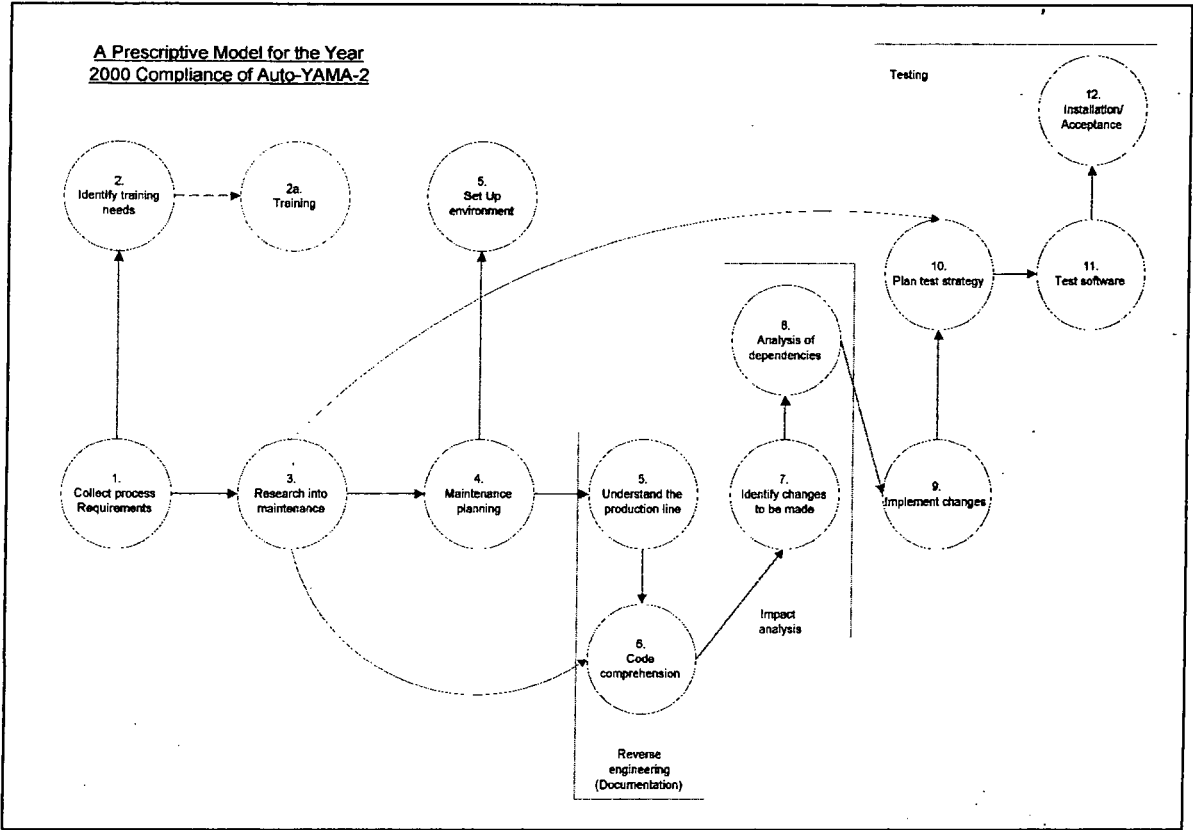 A Prescriptive Model for the Year
2000 Compliance of Auto-YAMA-2
Testing
12.
Installation/
Acceptance
2.
Identify training
needs
2a.
Training
5.
Set Up
environment
10.
Plan test strategy
11.
Test software
8.
Analysis of
dependencies
1.
Collect process
Requirements
3.
Research into
maintenance
4.
Maintenance
planning
5.
Understand the
production line
7.
Identify changes
to be made
9.
Implement changes
6.
Code
comprehension
Impact
analysis
Reverse
engineering
(Documentation)